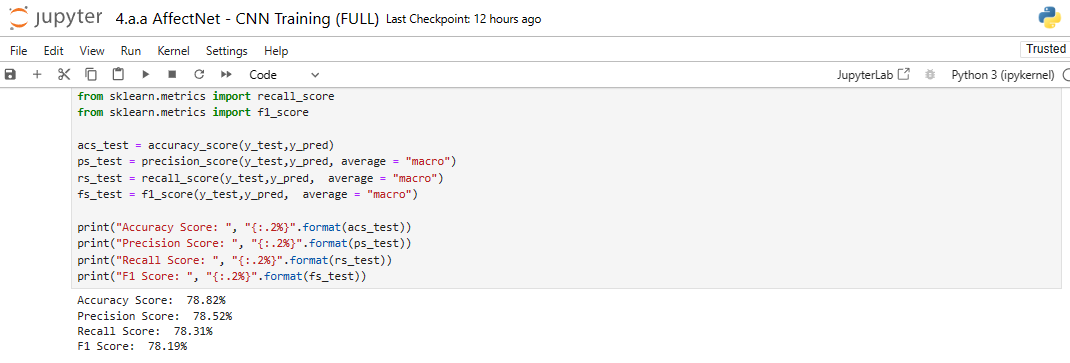 jupyter 4.a.a AffectNet - CNN Training (FULL) Last Checkpoint: 12 hours ago
File Edit View Run Kernel Settings Help Trusted
Code JupyterLab Python 3 (ipykernel)
from sklearn.metrics import recall_score
from sklearn.metrics import f1_score
acs_test = accuracy_score(y_test,y_pred)
ps_test = precision_score(y_test,y_pred, average = "macro")
rs_test = recall_score(y_test,y_pred,  average = "macro")
fs_test = f1_score(y_test,y_pred,  average = "macro")
print("Accuracy Score: ", "{:.2%}".format(acs_test))
print("Precision Score: ", "{:.2%}".format(ps_test))
print("Recall Score: ", "{:.2%}".format(rs_test))
print("F1 Score: ", "{:.2%}".format(fs_test))
Accuracy Score:  78.82%
Precision Score:  78.52%
Recall Score:  78.31%
F1 Score:  78.19%